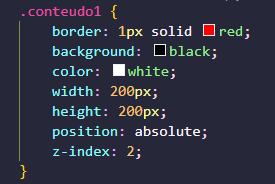 .conteudo1 {
border: 1px solid red;
background: black;
color: white;
width: 200px;
height: 200px;
position: absolute;
z-index: 2;
}